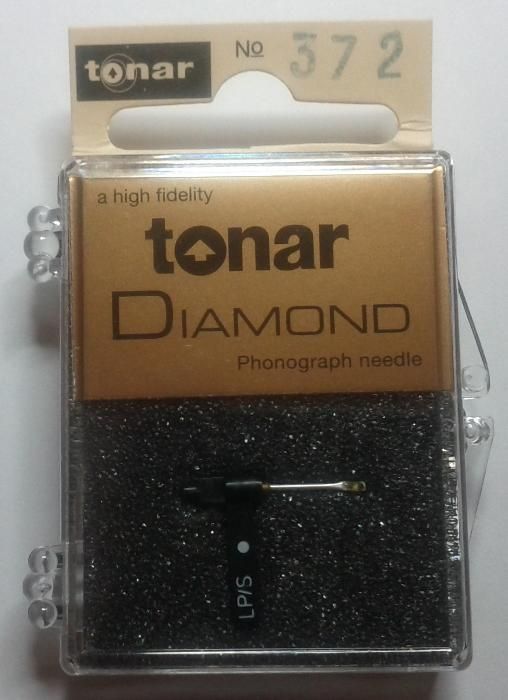 tonar No 372
a high fidelity
tonar
DIAMOND
Phonograph needle
LP/S